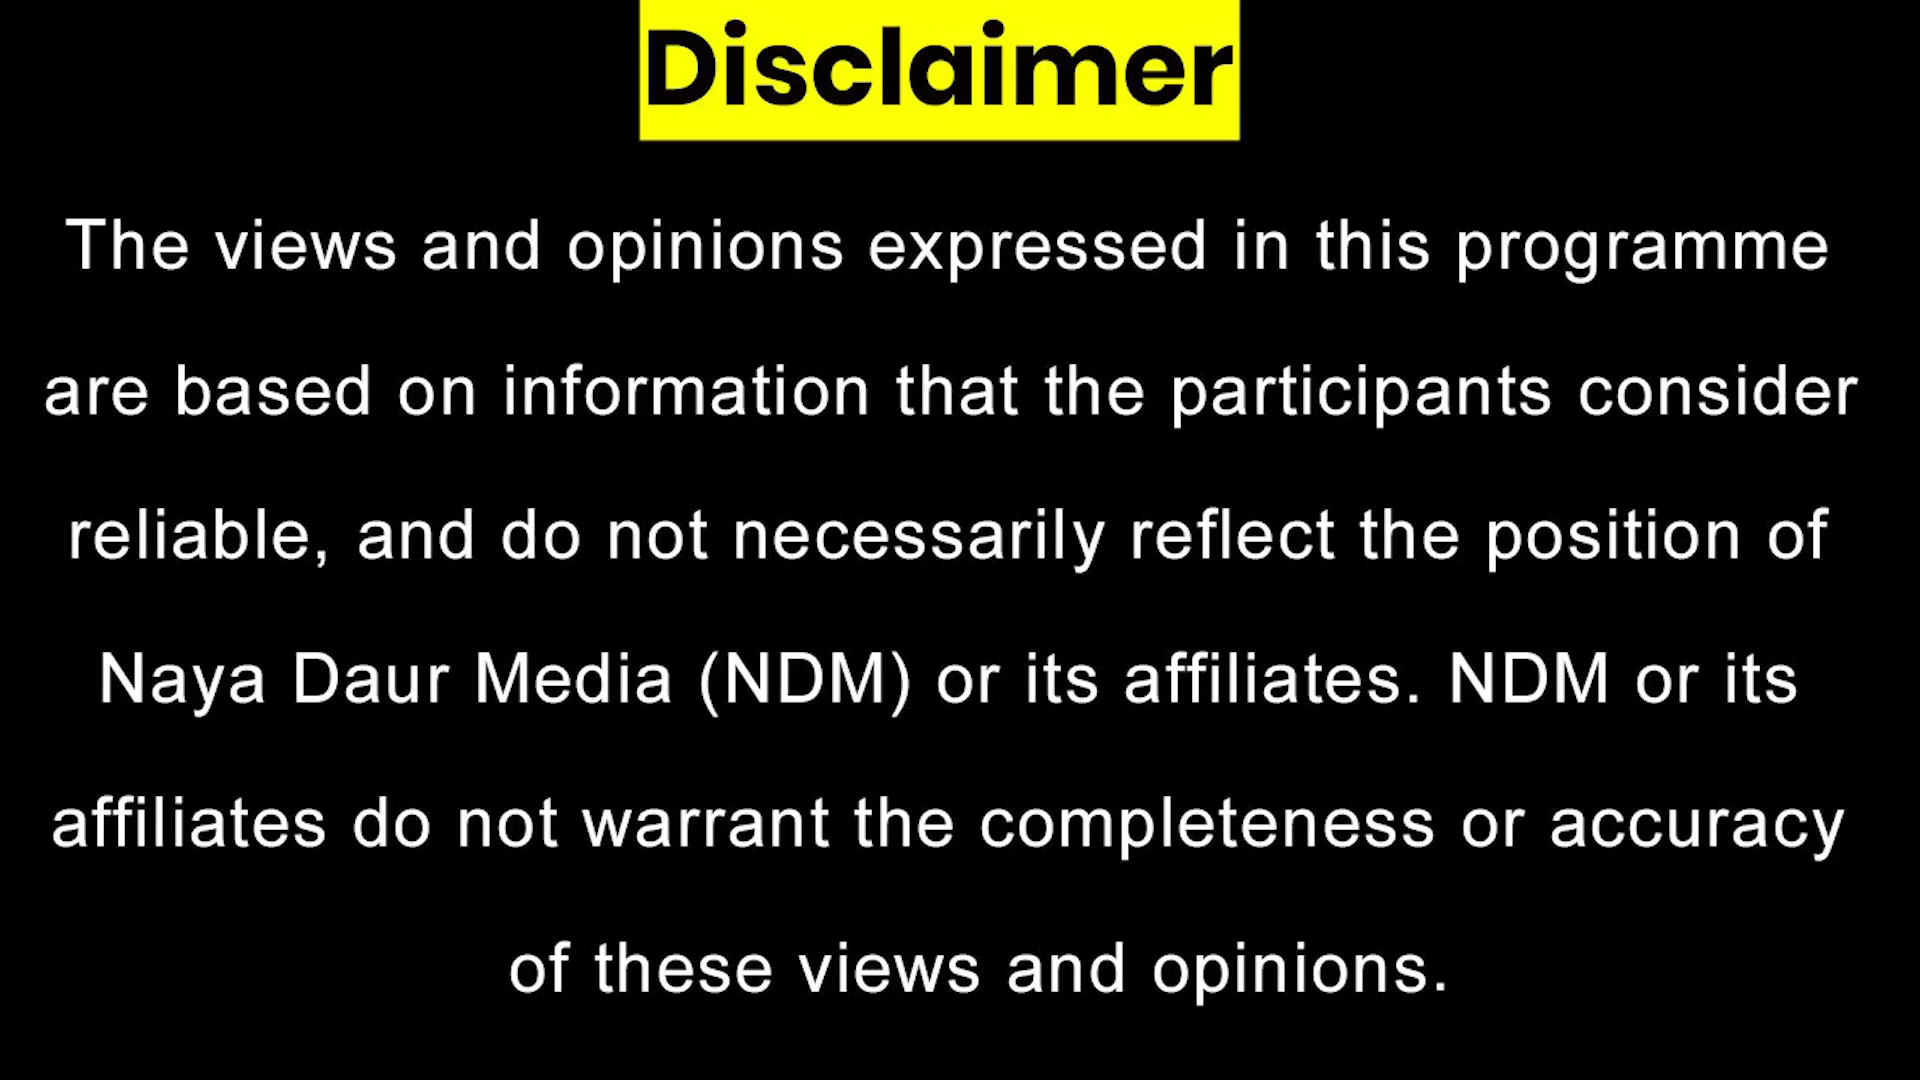 Disclaimer
The views and opinions expressed in this programme
are based on information that the participants consider
reliable, and do not necessarily reflect the position of
Naya Daur Media (NDM) or its affiliates. NDM or its
affiliates do not warrant the completeness or accuracy
of these views and opinions.